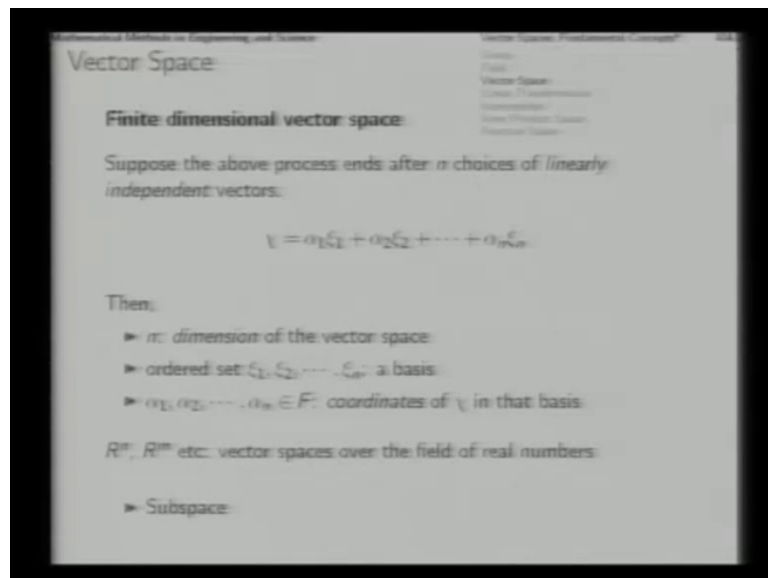 Mathematical Methods in Engineering and Science
Vector Spaces: Fundamental Concepts*
Vector Space
Vector Space
Finite dimensional vector space
Suppose the above process ends after n choices of linearly
independent vectors.
χ = α₁ξ₁ + α₂ξ₂ + ··· + αₙξₙ
Then,
► n: dimension of the vector space
► ordered set ξ₁, ξ₂, ··· , ξₙ: a basis
► α₁, α₂, ··· , αₙ ∈ F: coordinates of χ in that basis
Rⁿ, Rᵐ etc: vector spaces over the field of real numbers
► Subspace